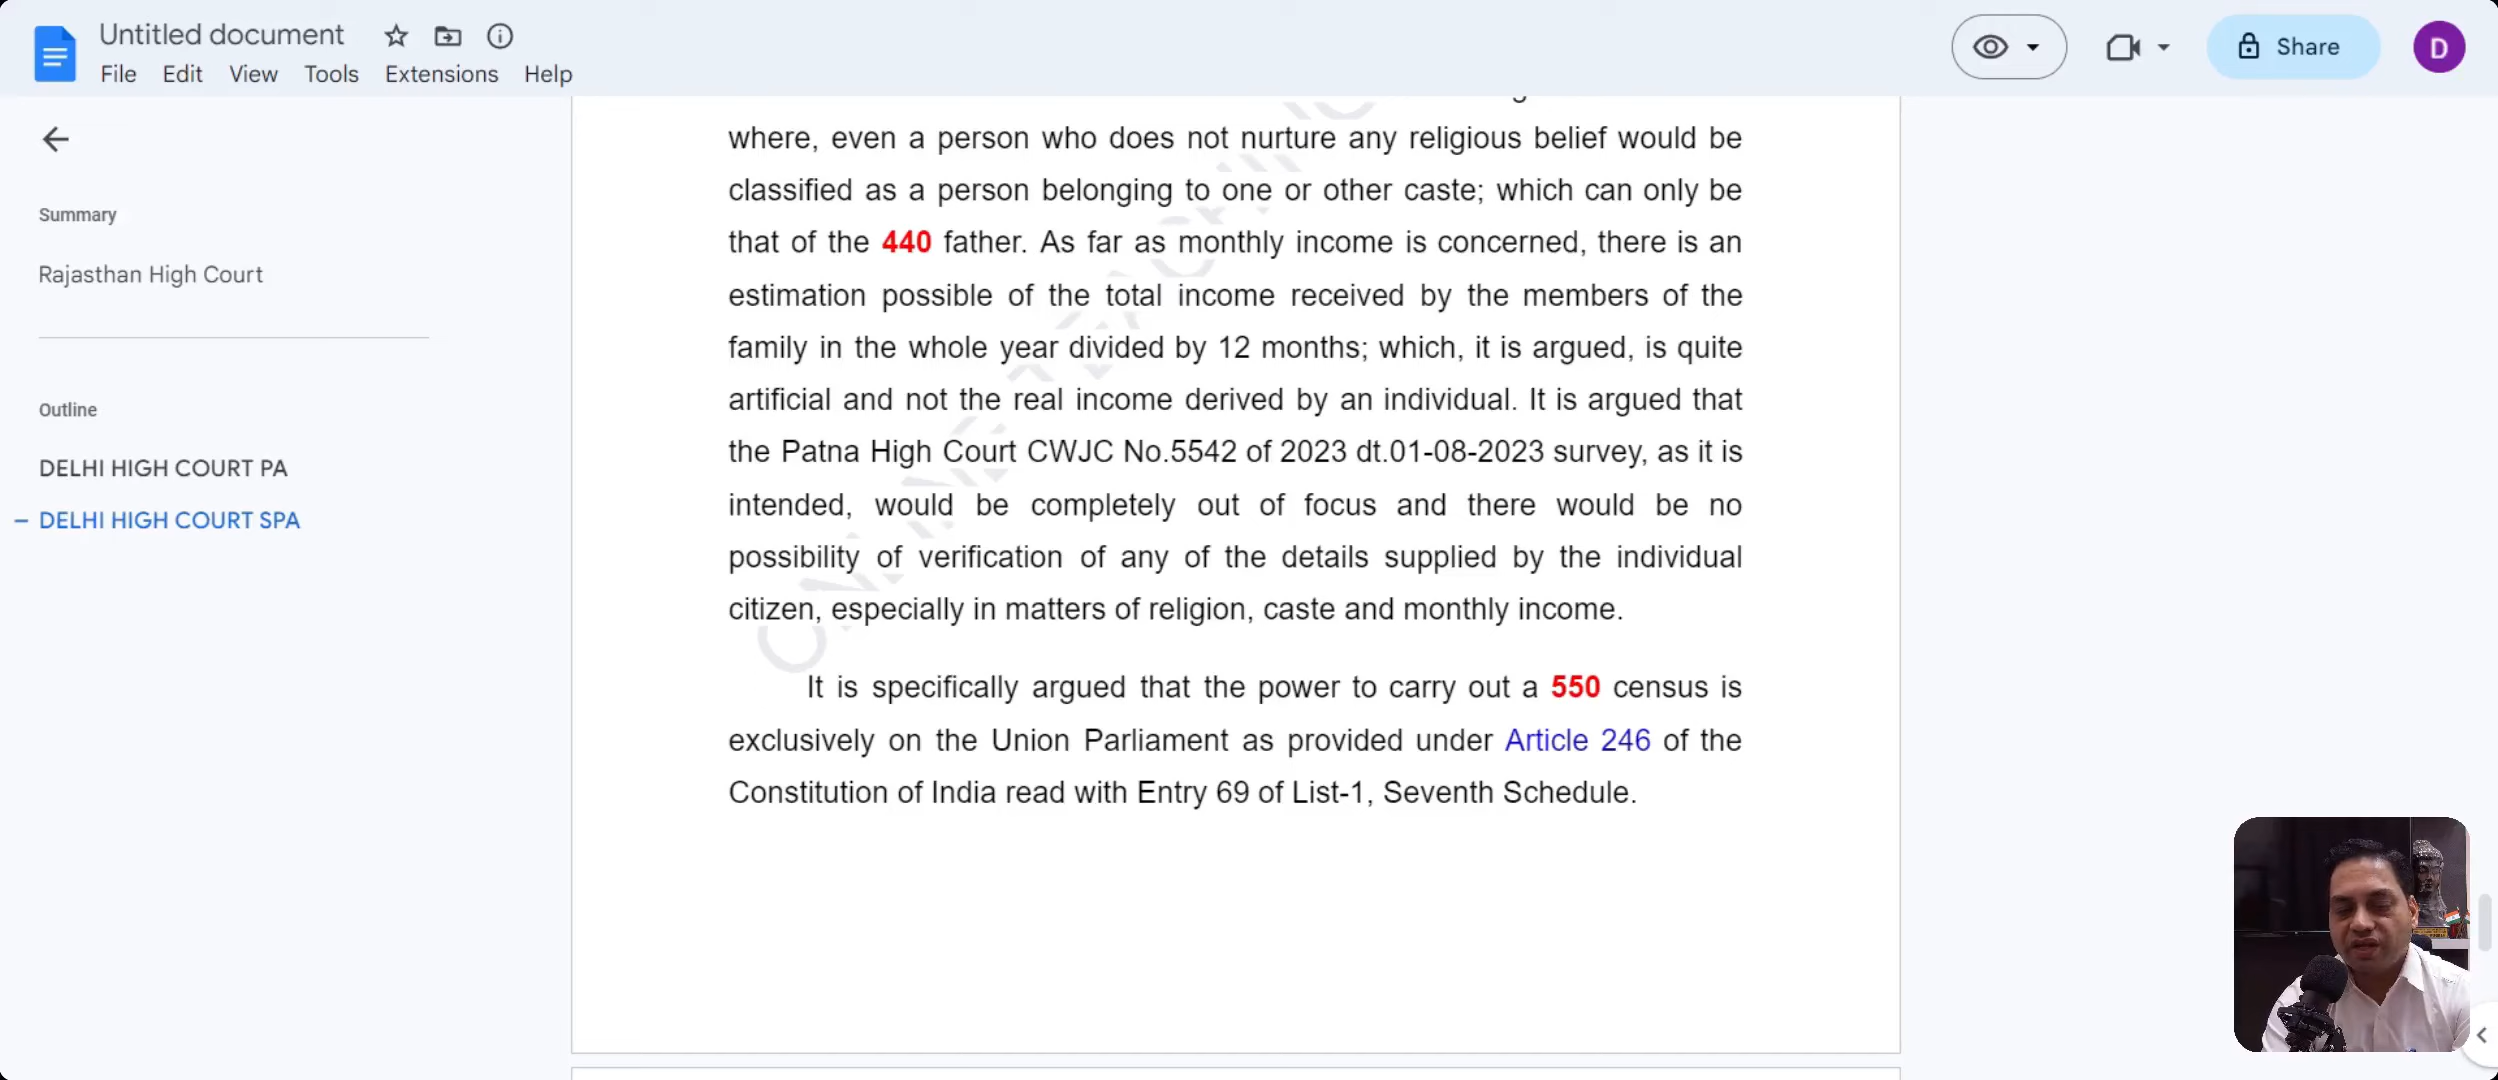 Untitled document
File Edit View Tools Extensions Help
Share
D
Summary
Rajasthan High Court
Outline
DELHI HIGH COURT PA
DELHI HIGH COURT SPA
where, even a person who does not nurture any religious belief would be
classified as a person belonging to one or other caste; which can only be
that of the 440 father. As far as monthly income is concerned, there is an
estimation possible of the total income received by the members of the
family in the whole year divided by 12 months; which, it is argued, is quite
artificial and not the real income derived by an individual. It is argued that
the Patna High Court CWJC No.5542 of 2023 dt.01-08-2023 survey, as it is
intended, would be completely out of focus and there would be no
possibility of verification of any of the details supplied by the individual
citizen, especially in matters of religion, caste and monthly income.
It is specifically argued that the power to carry out a 550 census is
exclusively on the Union Parliament as provided under Article 246 of the
Constitution of India read with Entry 69 of List-1, Seventh Schedule.